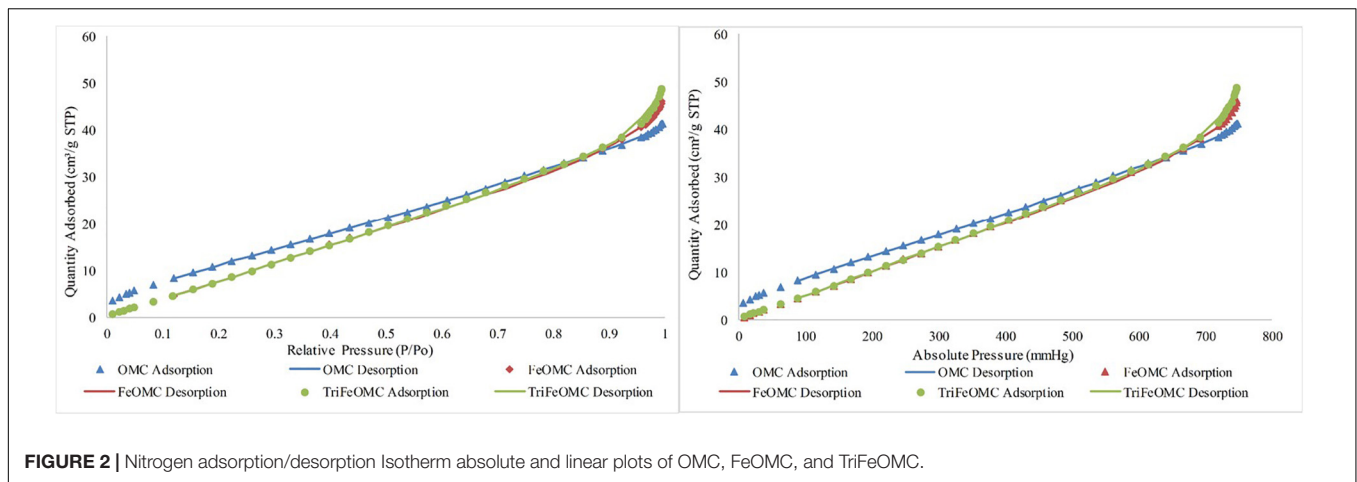 60
50
40
30
20
10
0
Quantity Adsorbed (cm³/g STP)
0 0.1 0.2 0.3 0.4 0.5 0.6 0.7 0.8 0.9 1
Relative Pressure (P/Po)
OMC Adsorption OMC Desorption FeOMC Adsorption
FeOMC Desorption TriFeOMC Adsorption TriFeOMC Desorption
60
50
40
30
20
10
0
Quantity Adsorbed (cm³/g STP)
0 100 200 300 400 500 600 700 800
Absolute Pressure (mmHg)
OMC Adsorption OMC Desorption FeOMC Adsorption
FeOMC Desorption TriFeOMC Adsorption TriFeOMC Desorption
FIGURE 2 | Nitrogen adsorption/desorption Isotherm absolute and linear plots of OMC, FeOMC, and TriFeOMC.